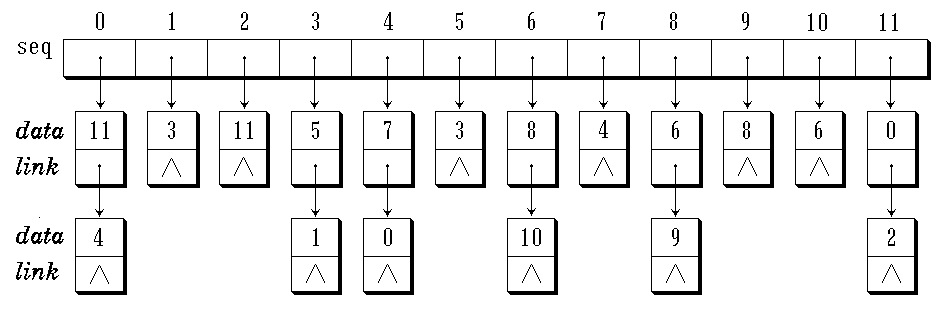 0 1 2 3 4 5 6 7 8 9 10 11
seq
data 11 3 11 5 7 3 8 4 6 8 6 0
link
data 4 1 0 10 9 2
link